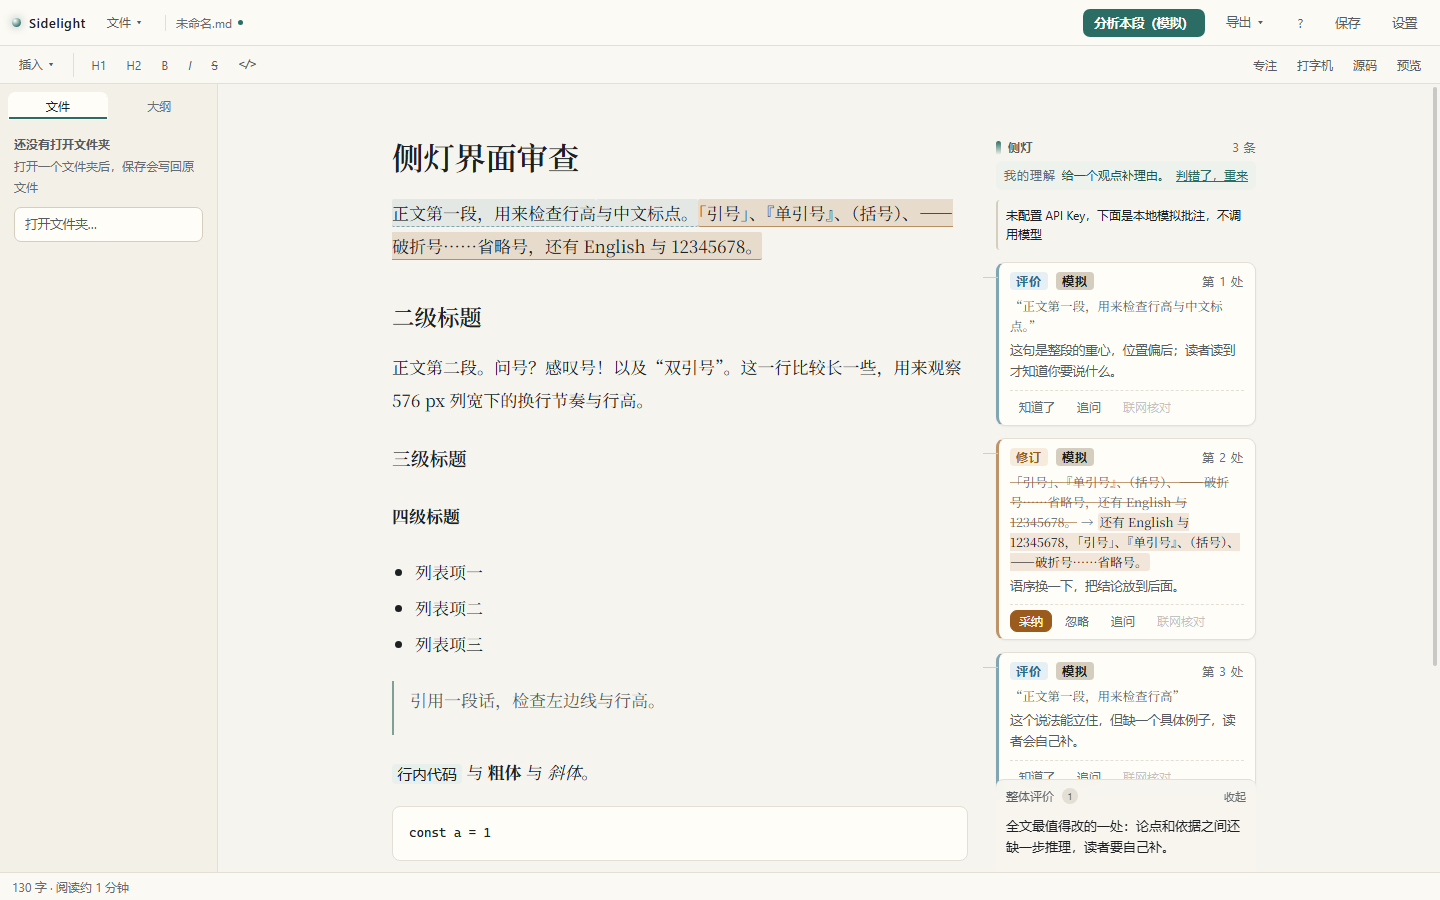 Sidelight 文件 未命名.md 分析本段（模拟） 导出 ? 保存 设置
插入 H1 H2 B I S </> 专注 打字机 源码 预览
文件 大纲
还没有打开文件夹
打开一个文件夹后，保存会写回原
文件
打开文件夹...
侧灯界面审查
正文第一段，用来检查行高与中文标点。「引号」、『单引号』、（括号）、——
破折号……省略号，还有 English 与 12345678。
二级标题
正文第二段。问号？感叹号！以及“双引号”。这一行比较长一些，用来观察
576 px 列宽下的换行节奏与行高。
三级标题
四级标题
• 列表项一
• 列表项二
• 列表项三
引用一段话，检查左边线与行高。
行内代码 与 粗体 与 斜体。
const a = 1
侧灯 3 条
我的理解 给一个观点补理由。 判错了，重来
未配置 API Key，下面是本地模拟批注，不调
用模型
评价 模拟 第 1 处
“正文第一段，用来检查行高与中文标
点。”
这句是整段的重心，位置偏后；读者读到
才知道你要说什么。
知道了 追问 联网核对
修订 模拟 第 2 处
「引号」、『单引号』、（括号）、——破折
号……省略号，还有 English 与
12345678。 → 还有 English 与
12345678，「引号」、『单引号』、（括号）、
——破折号……省略号。
语序换一下，把结论放到后面。
采纳 忽略 追问 联网核对
评价 模拟 第 3 处
“正文第一段，用来检查行高”
这个说法能立住，但缺一个具体例子，读
者会自己补。
知道了 追问 联网核对
整体评价 1 收起
全文最值得改的一处：论点和依据之间还
缺一步推理，读者要自己补。
130 字 · 阅读约 1 分钟